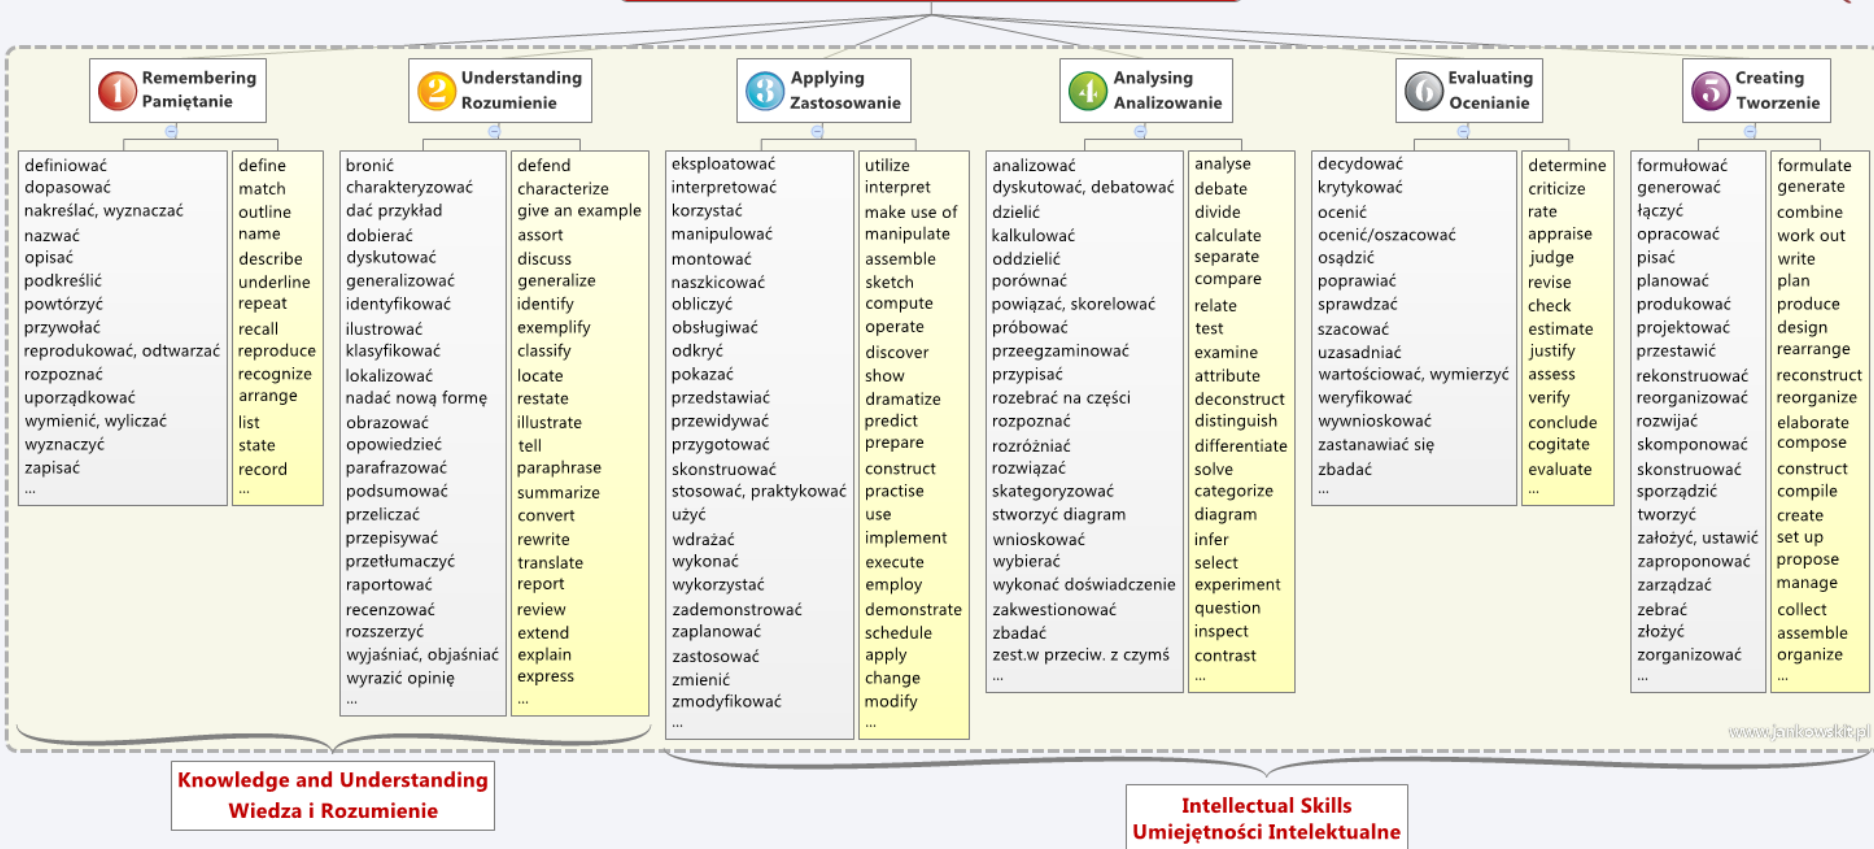 1
Remembering
Pamiętanie
definiować
dopasować
nakreślać, wyznaczać
nazwać
opisać
podkreślić
powtórzyć
przywołać
reprodukować, odtwarzać
rozpoznać
uporządkować
wymienić, wyliczać
wyznaczyć
zapisać
...
define
match
outline
name
describe
underline
repeat
recall
reproduce
recognize
arrange
list
state
record
...
2
Understanding
Rozumienie
bronić
charakteryzować
dać przykład
dobierać
dyskutować
generalizować
identyfikować
ilustrować
klasyfikować
lokalizować
nadać nową formę
obrazować
opowiedzieć
parafrazować
podsumować
przeliczać
przepisywać
przetłumaczyć
raportować
recenzować
rozszerzyć
wyjaśniać, objaśniać
wyrazić opinię
...
defend
characterize
give an example
assort
discuss
generalize
identify
exemplify
classify
locate
restate
illustrate
tell
paraphrase
summarize
convert
rewrite
translate
report
review
extend
explain
express
...
3
Applying
Zastosowanie
eksploatować
interpretować
korzystać
manipulować
montować
naszkicować
obliczyć
obsługiwać
odkryć
pokazać
przedstawiać
przewidywać
przygotować
skonstruować
stosować, praktykować
użyć
wdrażać
wykonać
wykorzystać
zademonstrować
zaplanować
zastosować
zmienić
zmodyfikować
...
utilize
interpret
make use of
manipulate
assemble
sketch
compute
operate
discover
show
dramatize
predict
prepare
construct
practise
use
implement
execute
employ
demonstrate
schedule
apply
change
modify
...
4
Analysing
Analizowanie
analizować
dyskutować, debatować
dzielić
kalkulować
oddzielić
porównać
powiązać, skorelować
próbować
przeegzaminować
przypisać
rozebrać na części
rozpoznać
rozróżniać
rozwiązać
skategoryzować
stworzyć diagram
wnioskować
wybierać
wykonać doświadczenie
zakwestionować
zbadać
zest.w przeciw. z czymś
...
analyse
debate
divide
calculate
separate
compare
relate
test
examine
attribute
deconstruct
distinguish
differentiate
solve
categorize
diagram
infer
select
experiment
question
inspect
contrast
...
6
Evaluating
Ocenianie
decydować
krytykować
ocenić
ocenić/oszacować
osądzić
poprawiać
sprawdzać
szacować
uzasadniać
wartościować, wymierzyć
weryfikować
wywnioskować
zastanawiać się
zbadać
...
determine
criticize
rate
appraise
judge
revise
check
estimate
justify
assess
verify
conclude
cogitate
evaluate
...
5
Creating
Tworzenie
formułować
generować
łączyć
opracować
pisać
planować
produkować
projektować
przestawić
rekonstruować
reorganizować
rozwijać
skomponować
skonstruować
sporządzić
tworzyć
założyć, ustawić
zaproponować
zarządzać
zebrać
złożyć
zorganizować
...
formulate
generate
combine
work out
write
plan
produce
design
rearrange
reconstruct
reorganize
elaborate
compose
construct
compile
create
set up
propose
manage
collect
assemble
organize
...
www.jankowskit.pl
Knowledge and Understanding
Wiedza i Rozumienie
Intellectual Skills
Umiejętności Intelektualne